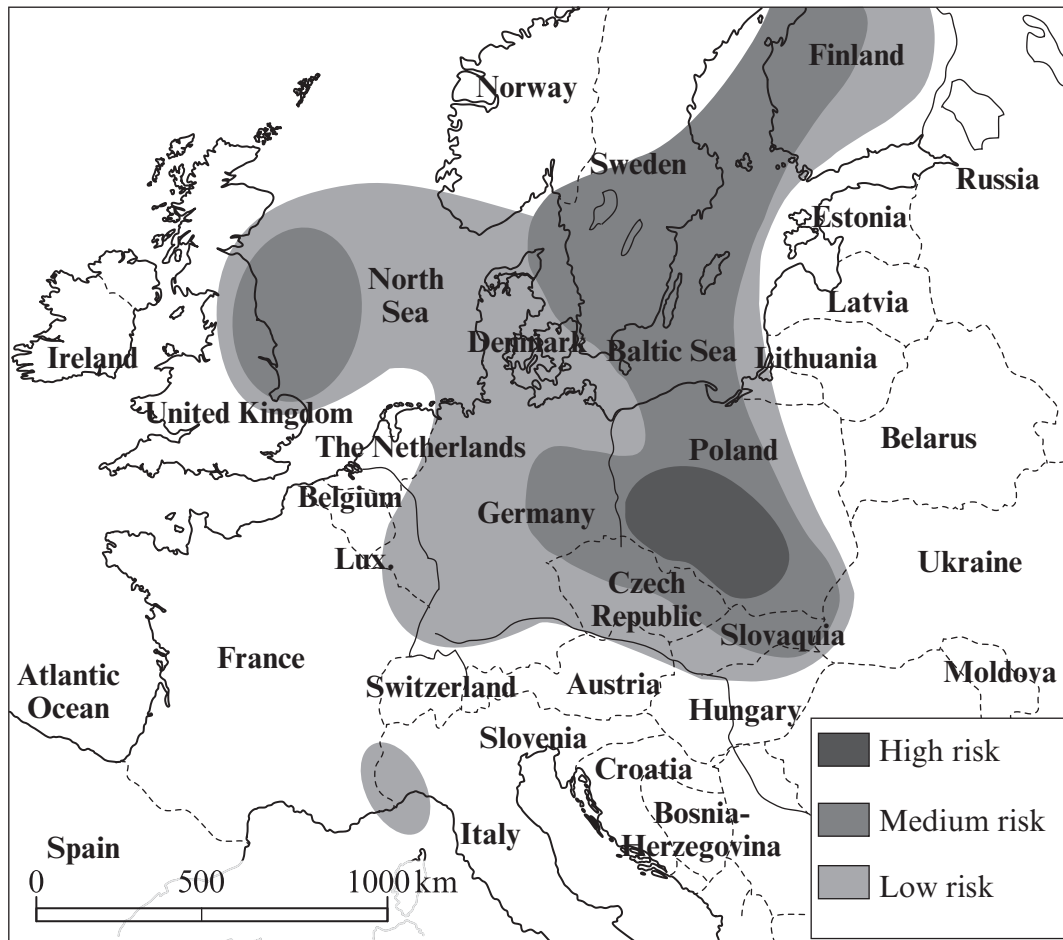 Finland
Norway
Sweden
Russia
Estonia
North
Sea
Latvia
Denmark
Baltic Sea
Lithuania
Ireland
United Kingdom
The Netherlands
Poland
Belarus
Belgium
Germany
Lux.
Czech
Republic
Ukraine
Slovaquia
France
Atlantic
Ocean
Switzerland
Austria
Moldova
Hungary
Slovenia
Croatia
Bosnia-
Herzegovina
Spain
Italy
High risk
Medium risk
Low risk
0 500 1000 km